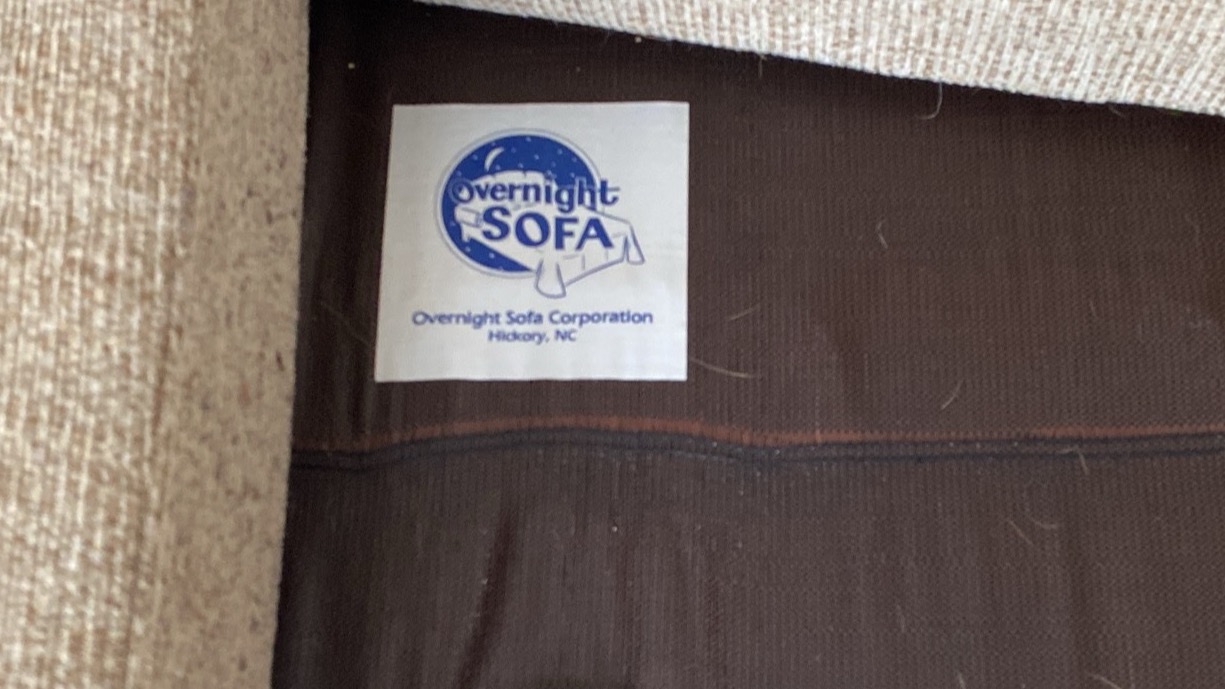 Overnight
SOFA
Overnight Sofa Corporation
Hickory, NC